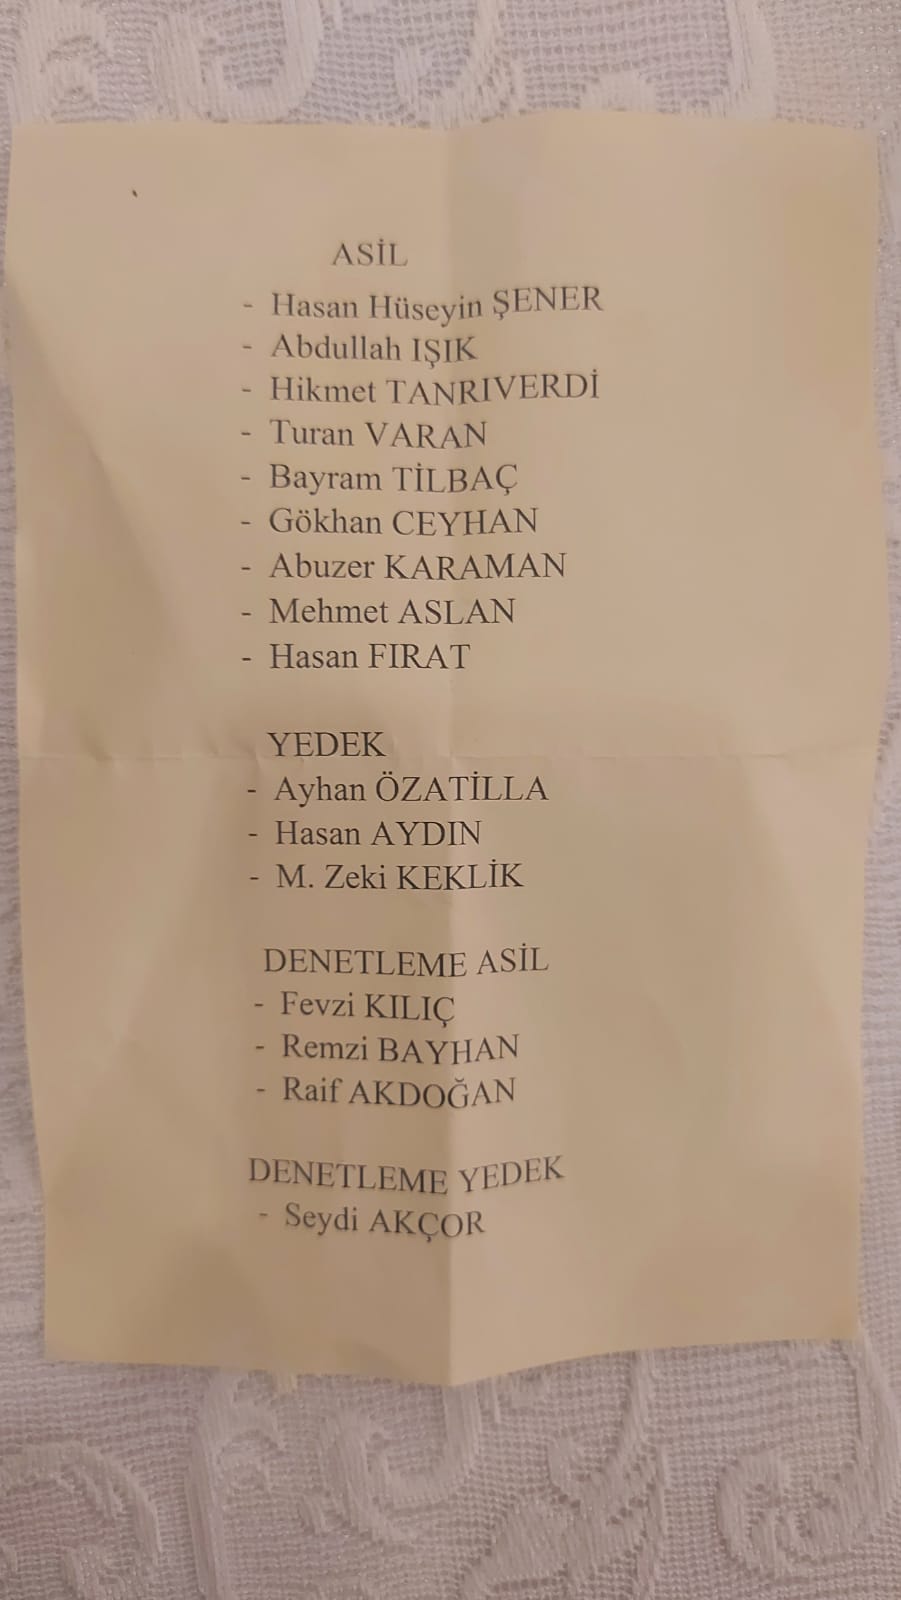 ASİL
- Hasan Hüseyin ŞENER
- Abdullah IŞIK
- Hikmet TANRIVERDİ
- Turan VARAN
- Bayram TİLBAÇ
- Gökhan CEYHAN
- Abuzer KARAMAN
- Mehmet ASLAN
- Hasan FIRAT
YEDEK
- Ayhan ÖZATİLLA
- Hasan AYDIN
- M. Zeki KEKLİK
DENETLEME ASİL
- Fevzi KILIÇ
- Remzi BAYHAN
- Raif AKDOĞAN
DENETLEME YEDEK
- Seydi AKÇOR